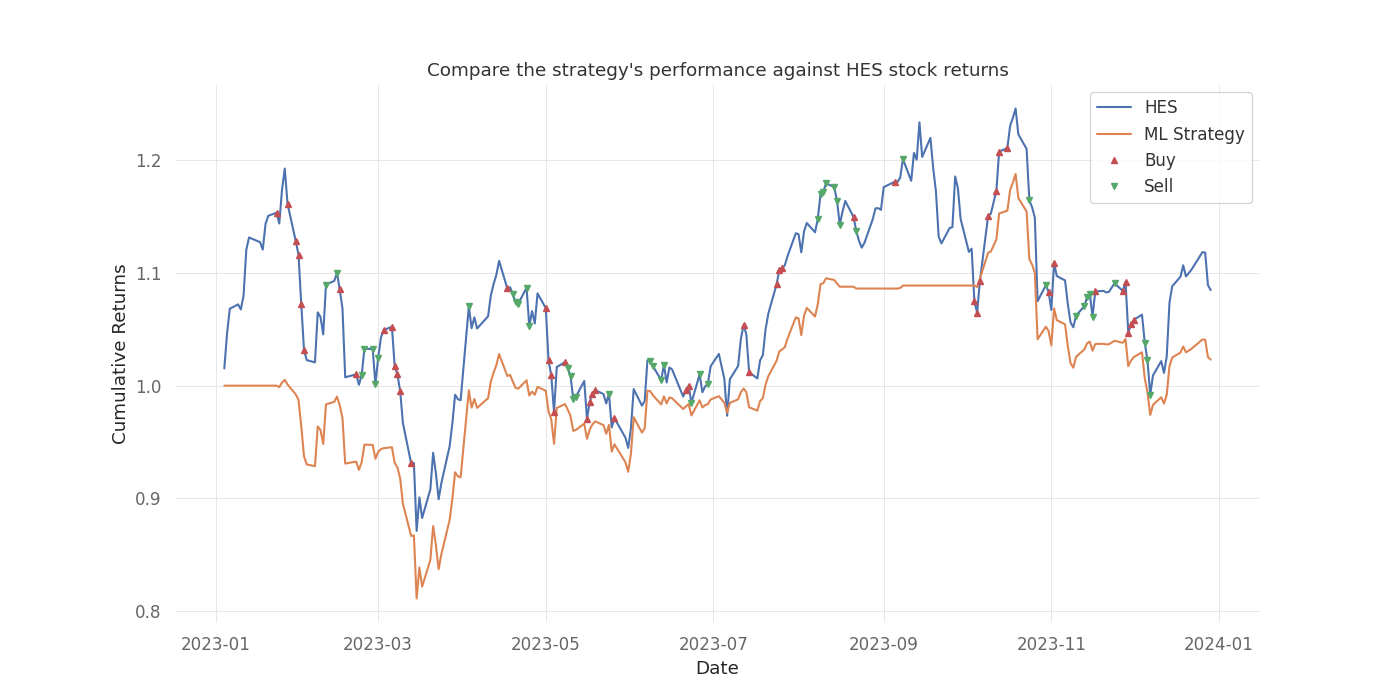 Compare the strategy's performance against HES stock returns
HES
ML Strategy
Buy
Sell
Cumulative Returns
1.2
1.1
1.0
0.9
0.8
2023-01
2023-03
2023-05
2023-07
2023-09
2023-11
2024-01
Date